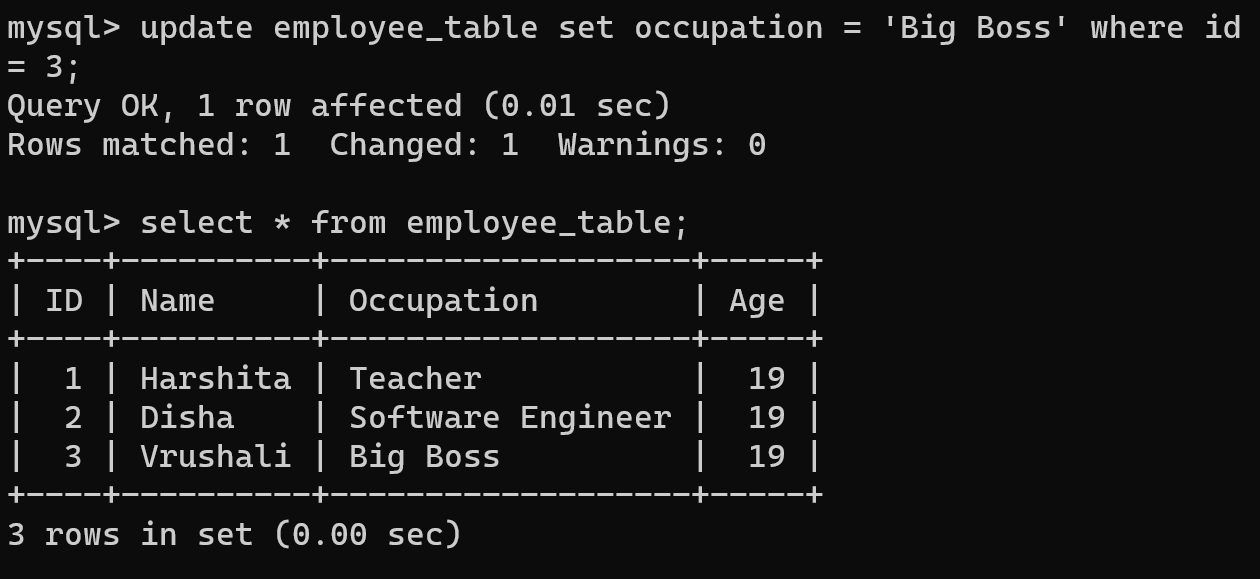 mysql> update employee_table set occupation = 'Big Boss' where id
= 3;
Query OK, 1 row affected (0.01 sec)
Rows matched: 1  Changed: 1  Warnings: 0

mysql> select * from employee_table;
+----+----------+-------------------+-----+
| ID | Name     | Occupation        | Age |
+----+----------+-------------------+-----+
|  1 | Harshita | Teacher           |  19 |
|  2 | Disha    | Software Engineer |  19 |
|  3 | Vrushali | Big Boss          |  19 |
+----+----------+-------------------+-----+
3 rows in set (0.00 sec)